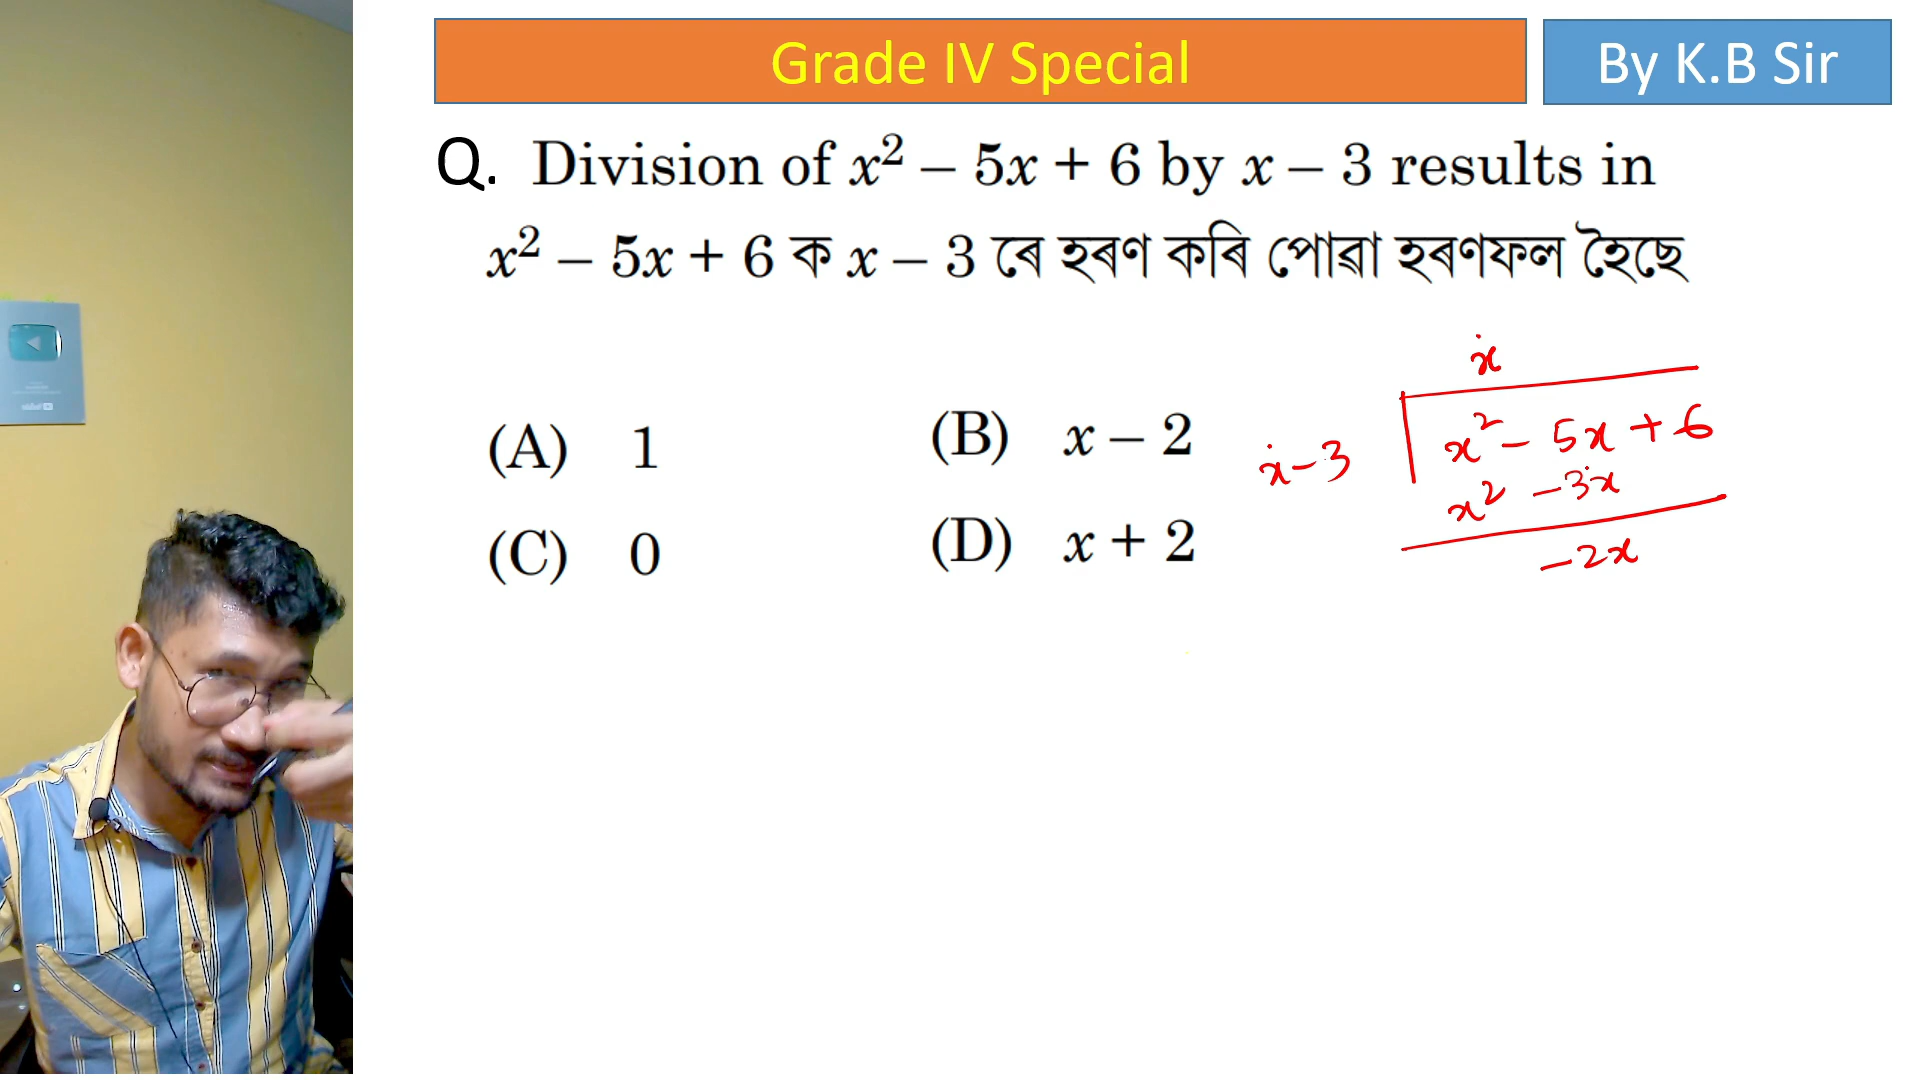 Grade IV Special
By K.B Sir
Q. Division of x² – 5x + 6 by x – 3 results in
x² – 5x + 6 ক x – 3 ৰে হৰণ কৰি পোৱা হৰণফল হৈছে
(A) 1
(B) x – 2
(C) 0
(D) x + 2
x
x-3
x² - 5x + 6
x² - 3x
- 2x